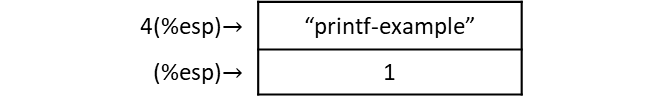 4(%esp)→ “printf-example”
(%esp)→ 1